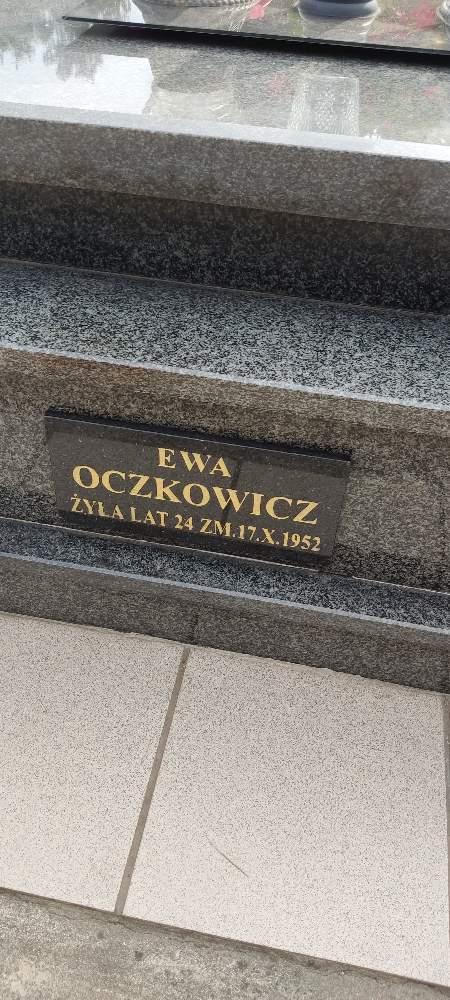 EWA
OCZKOWICZ
ŻYŁA LAT 24 ZM.17.X.1952